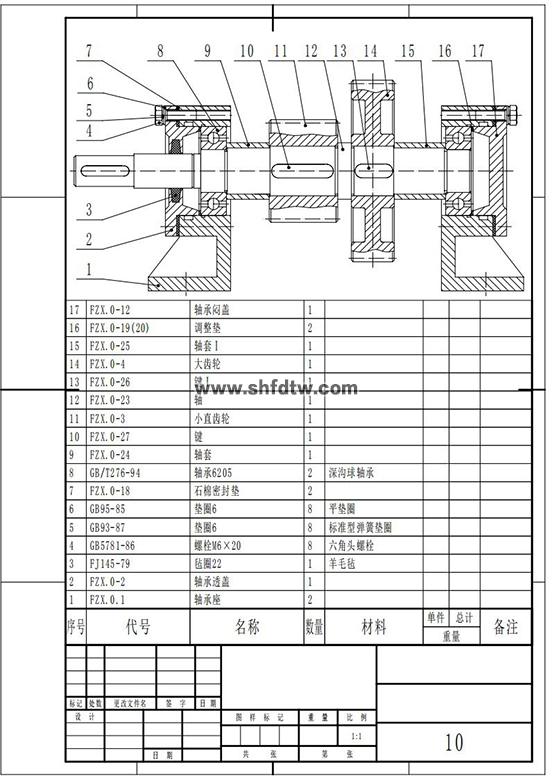 7 8 9 10 11 12 13 14 15 16 17
6
5
4
3
2
1
17 FZX.0-12 轴承闷盖 1
16 FZX.0-19(20) 调整垫 2
15 FZX.0-25 轴套Ⅰ 1
14 FZX.0-4 大齿轮 1
13 FZX.0-26 键Ⅰ 1
www.shfdtw.com
12 FZX.0-23 轴 1
11 FZX.0-3 小直齿轮 1
10 FZX.0-27 键 1
9 FZX.0-24 轴套 1
8 GB/T276-94 轴承6205 2 深沟球轴承
7 FZX.0-18 石棉密封垫 2
6 GB95-85 垫圈6 8 平垫圈
5 GB93-87 垫圈6 8 标准型弹簧垫圈
4 GB5781-86 螺栓M6×20 8 六角头螺栓
3 FJ145-79 毡圈22 1 羊毛毡
2 FZX.0-2 轴承透盖 1
1 FZX.0.1 轴承座 2
序号 代号 名称 数量 材料 单件 总计 备注
重量
标记 处数 更改文件名 签字 日期
设计 图样标记 重量 比例
1:1
10
日期 共 张 第 张